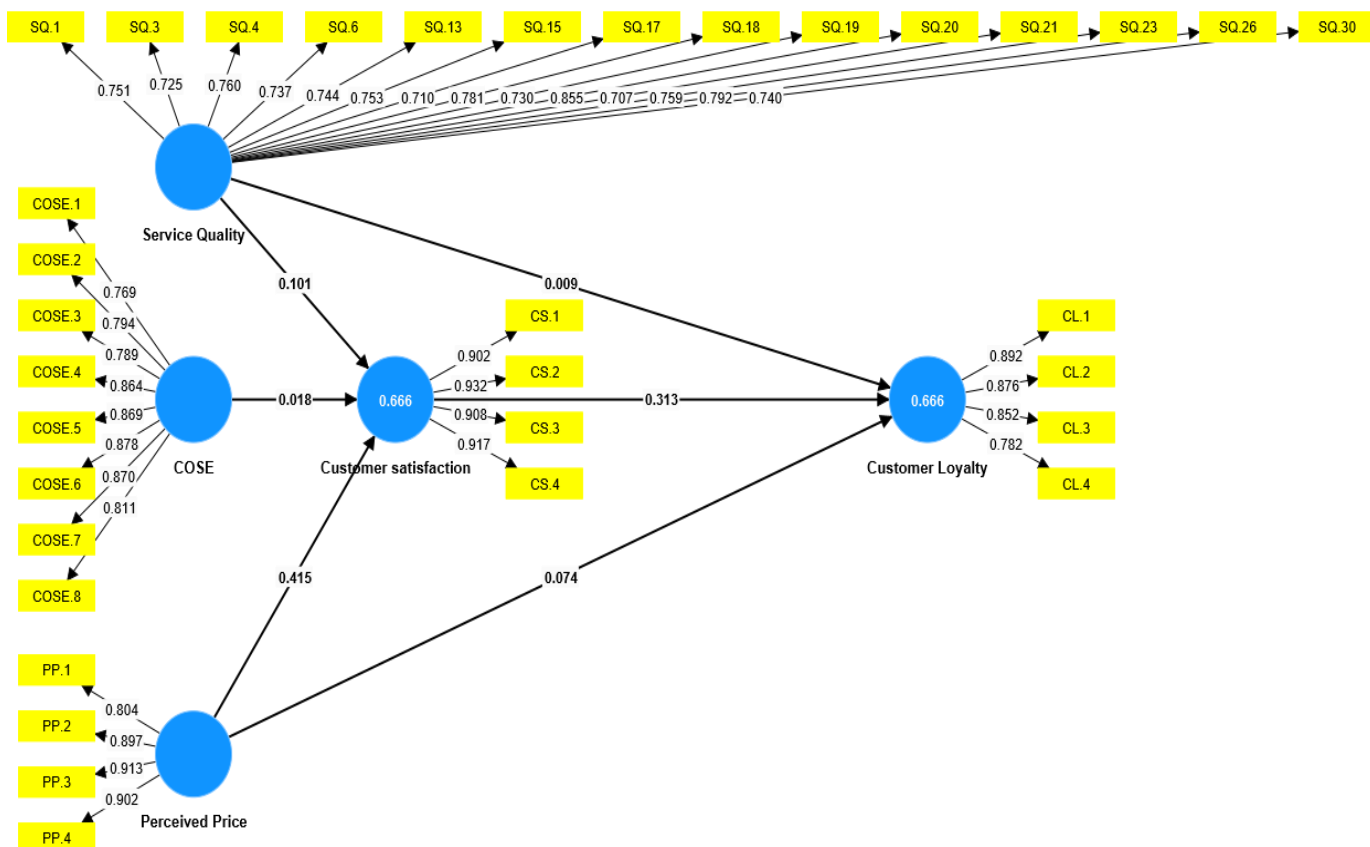 SQ.1 SQ.3 SQ.4 SQ.6 SQ.13 SQ.15 SQ.17 SQ.18 SQ.19 SQ.20 SQ.21 SQ.23 SQ.26 SQ.30
0.751 0.725 0.760 0.737 0.744 0.753 0.710 0.781 0.730 0.855 0.707 0.759 0.792 0.740
Service Quality
COSE.1
COSE.2
COSE.3
COSE.4
COSE.5
COSE.6
COSE.7
COSE.8
0.769
0.794
0.789
0.864
0.869
0.878
0.870
0.811
COSE
0.101
0.009
0.018
0.666
Customer satisfaction
CS.1
CS.2
CS.3
CS.4
0.902
0.932
0.908
0.917
0.313
0.666
Customer Loyalty
CL.1
CL.2
CL.3
CL.4
0.892
0.876
0.852
0.782
0.415
0.074
PP.1
PP.2
PP.3
PP.4
0.804
0.897
0.913
0.902
Perceived Price